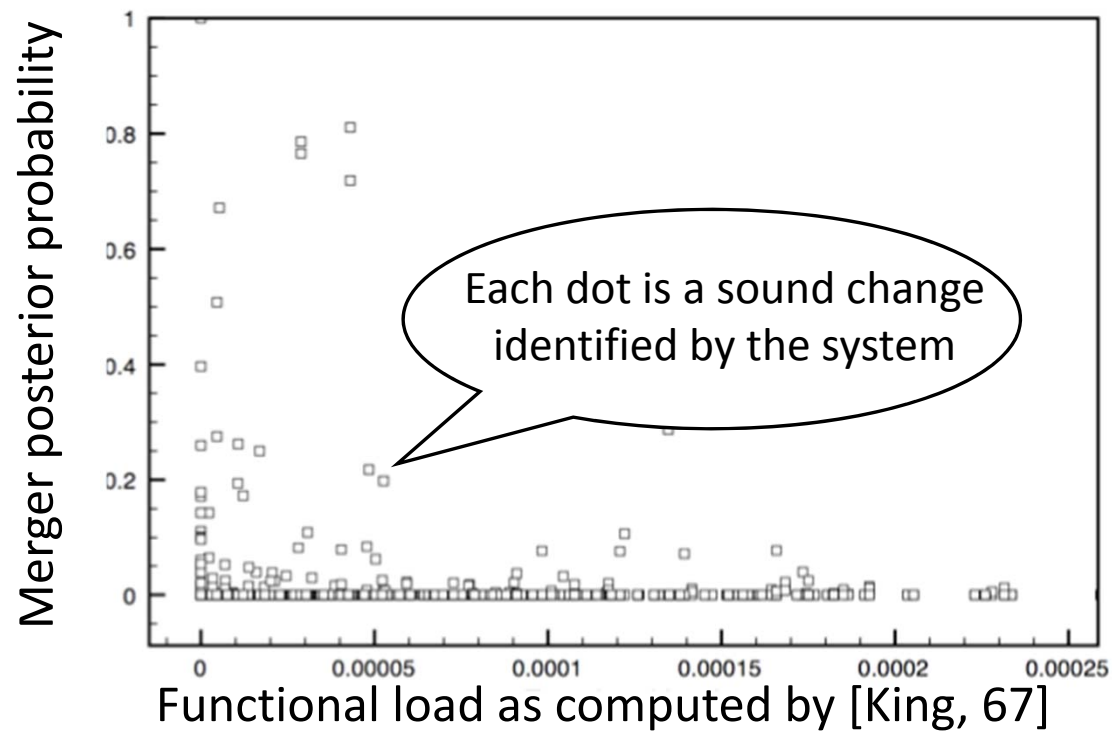 Merger posterior probability
1
0.8
0.6
0.4
0.2
0
Each dot is a sound change
identified by the system
0 0.00005 0.0001 0.00015 0.0002 0.00025
Functional load as computed by [King, 67]